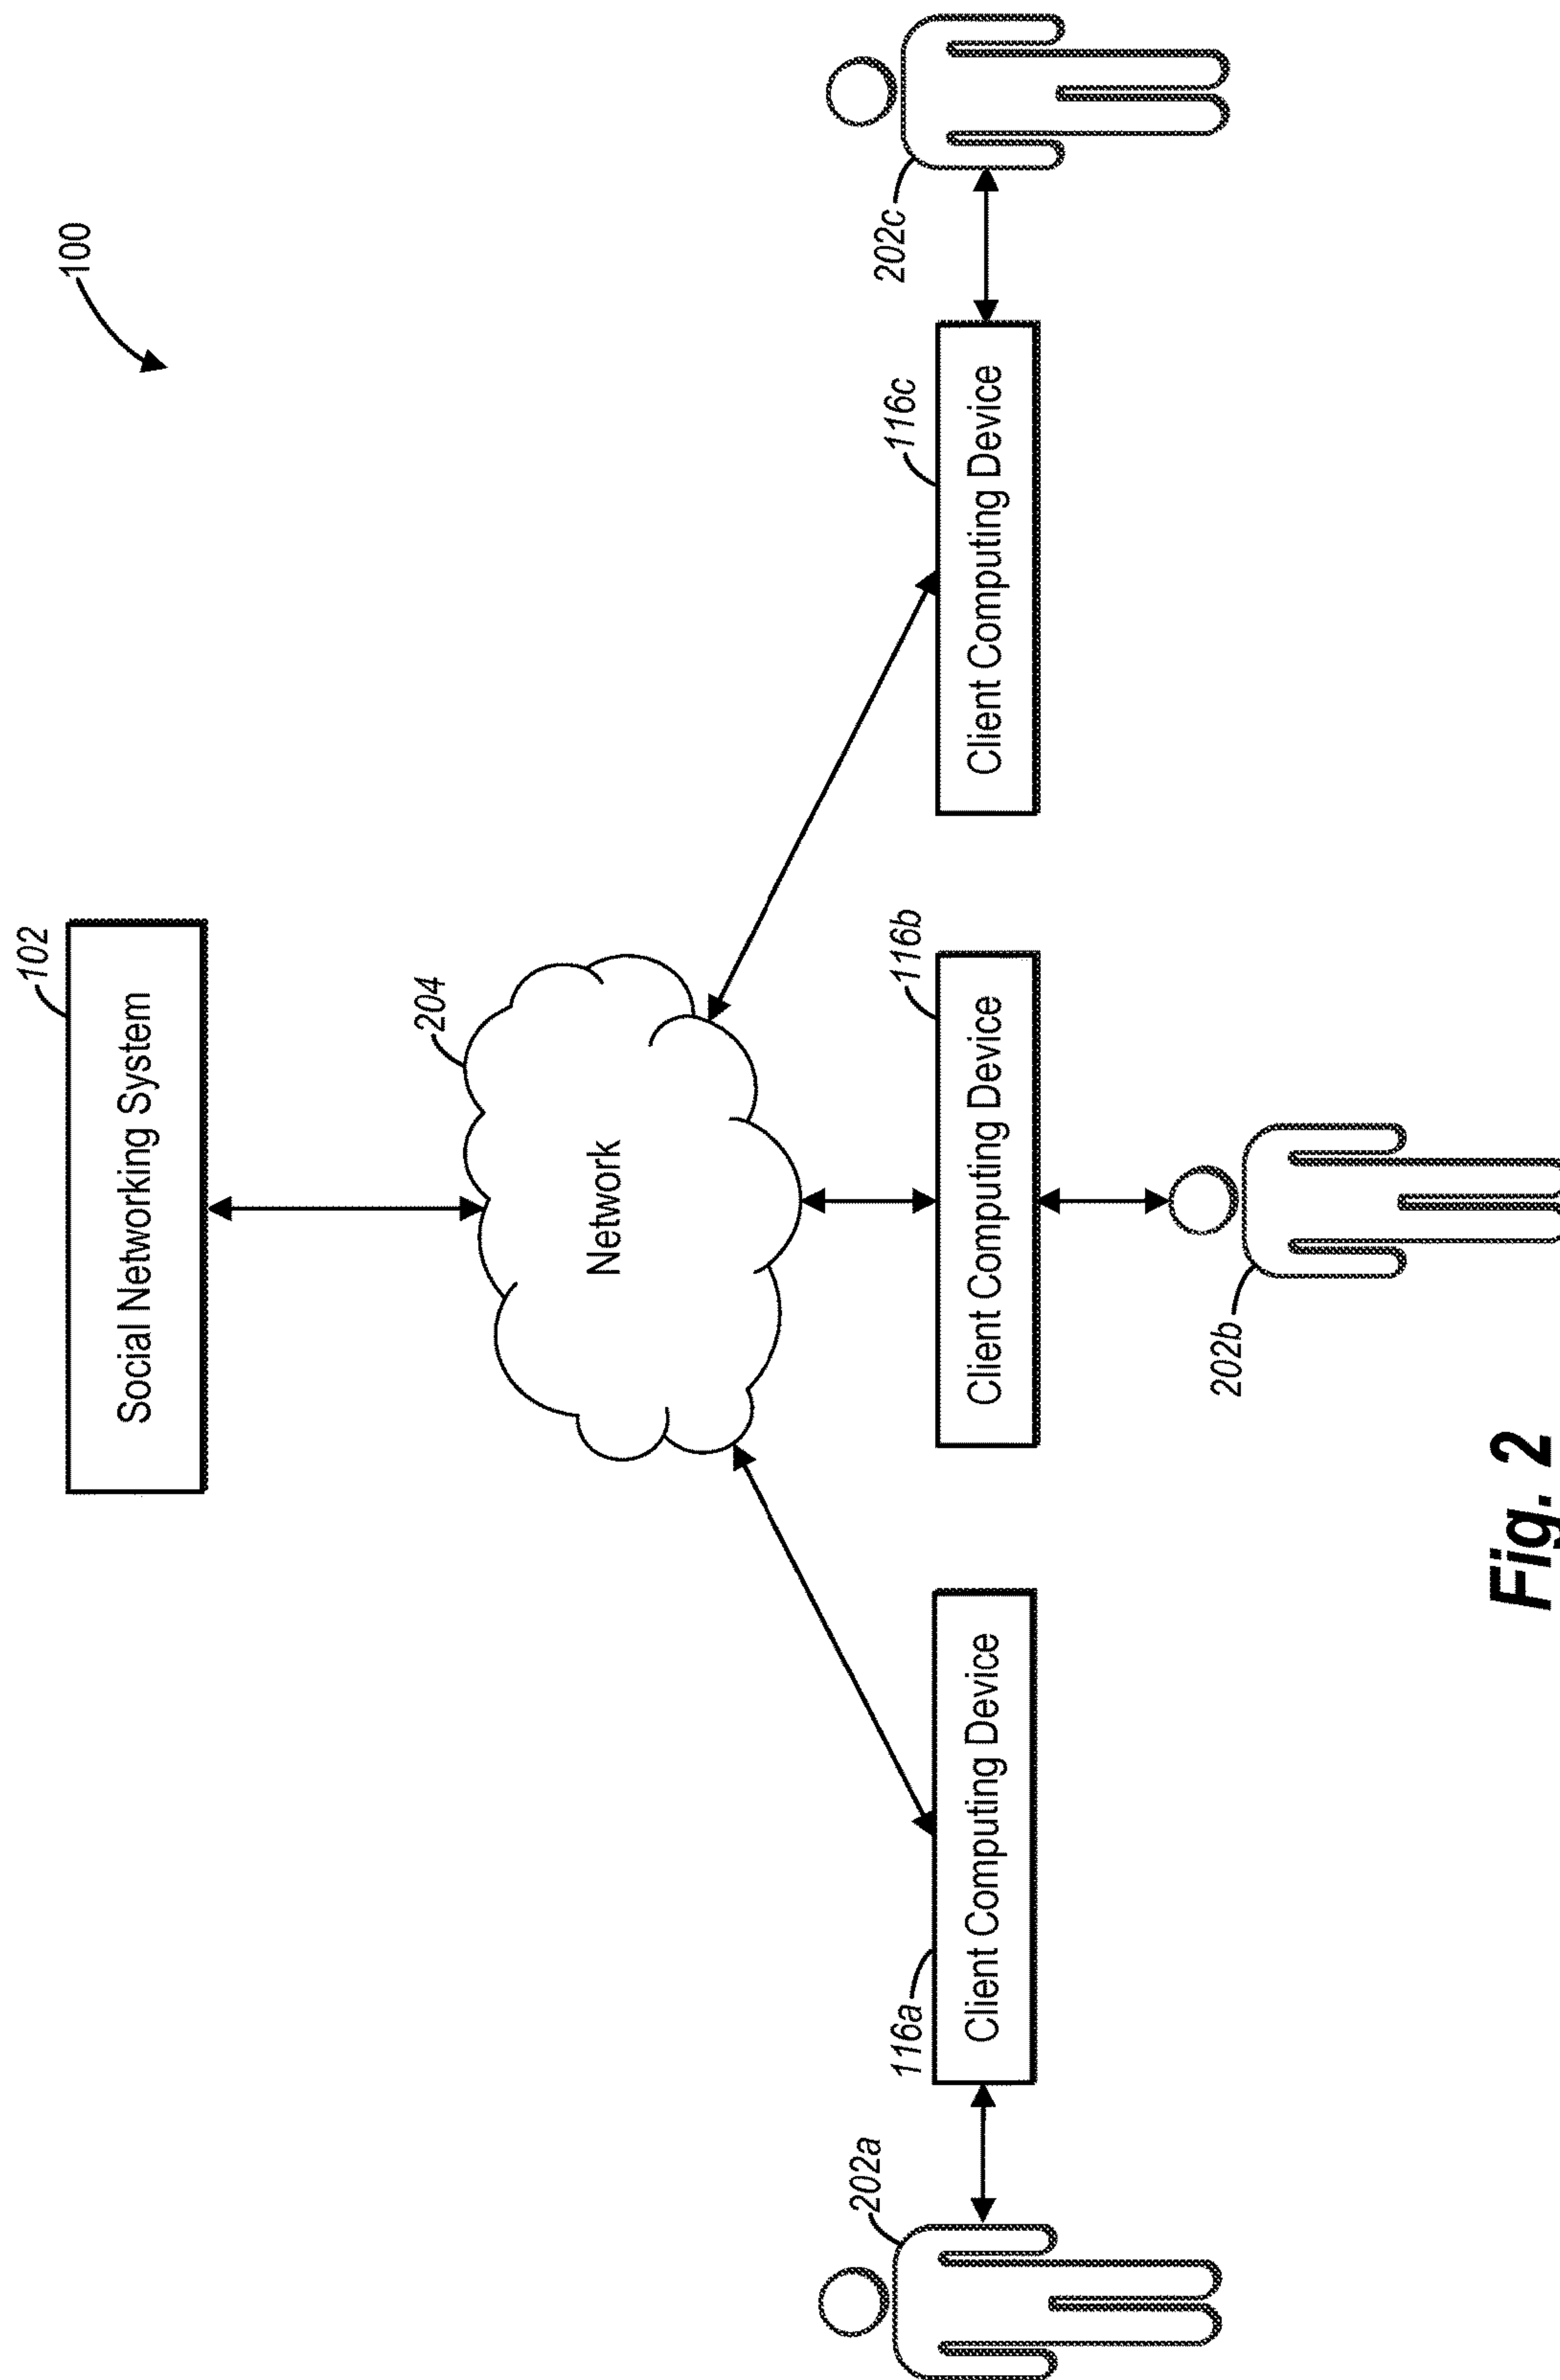 100
102
Social Networking System
204
Network
116a
Client Computing Device
116b
Client Computing Device
116c
Client Computing Device
202a
202b
202c
Fig. 2